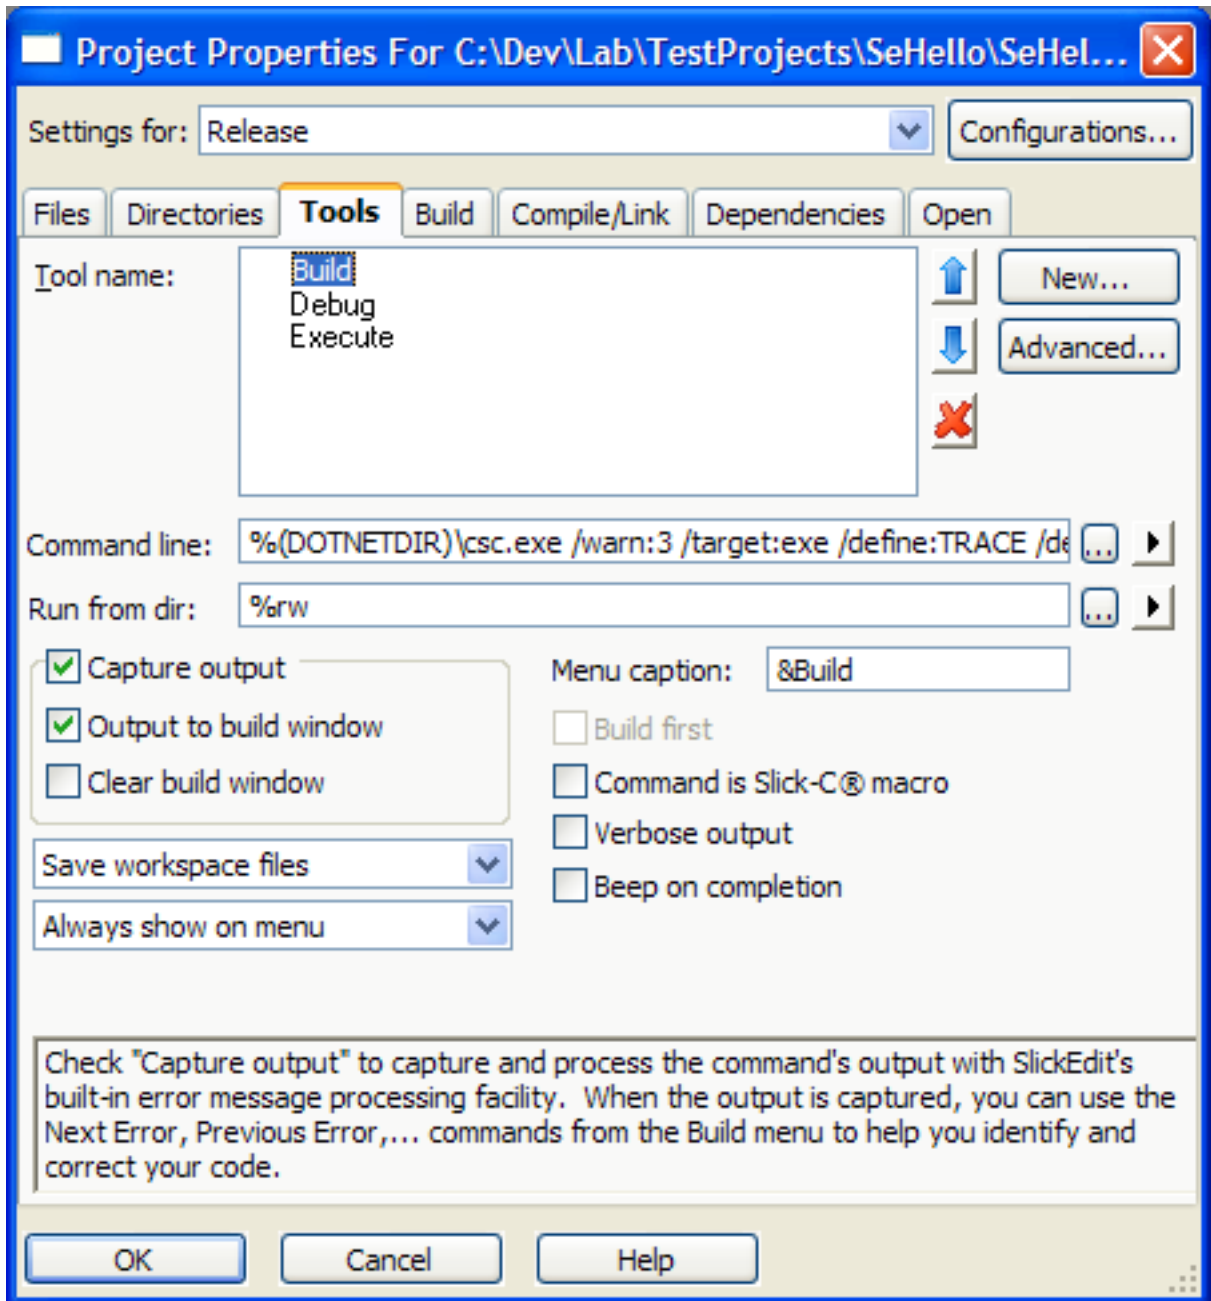 Project Properties For C:\Dev\Lab\TestProjects\SeHello\SeHel...
Settings for: Release Configurations...
Files Directories Tools Build Compile/Link Dependencies Open
Tool name: Build New...
Debug
Execute Advanced...
Command line: %(DOTNETDIR)\csc.exe /warn:3 /target:exe /define:TRACE /de ...
Run from dir: %rw ...
Capture output Menu caption: &Build
Output to build window Build first
Clear build window Command is Slick-C® macro
Verbose output
Save workspace files Beep on completion
Always show on menu
Check "Capture output" to capture and process the command's output with SlickEdit's
built-in error message processing facility.  When the output is captured, you can use the
Next Error, Previous Error,... commands from the Build menu to help you identify and
correct your code.
OK Cancel Help